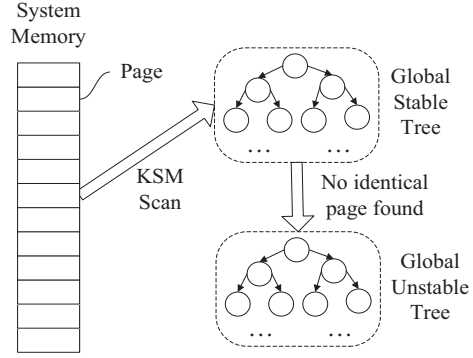 System
Memory
Page
KSM
Scan
Global
Stable
Tree
... ...
No identical
page found
Global
Unstable
Tree
... ...